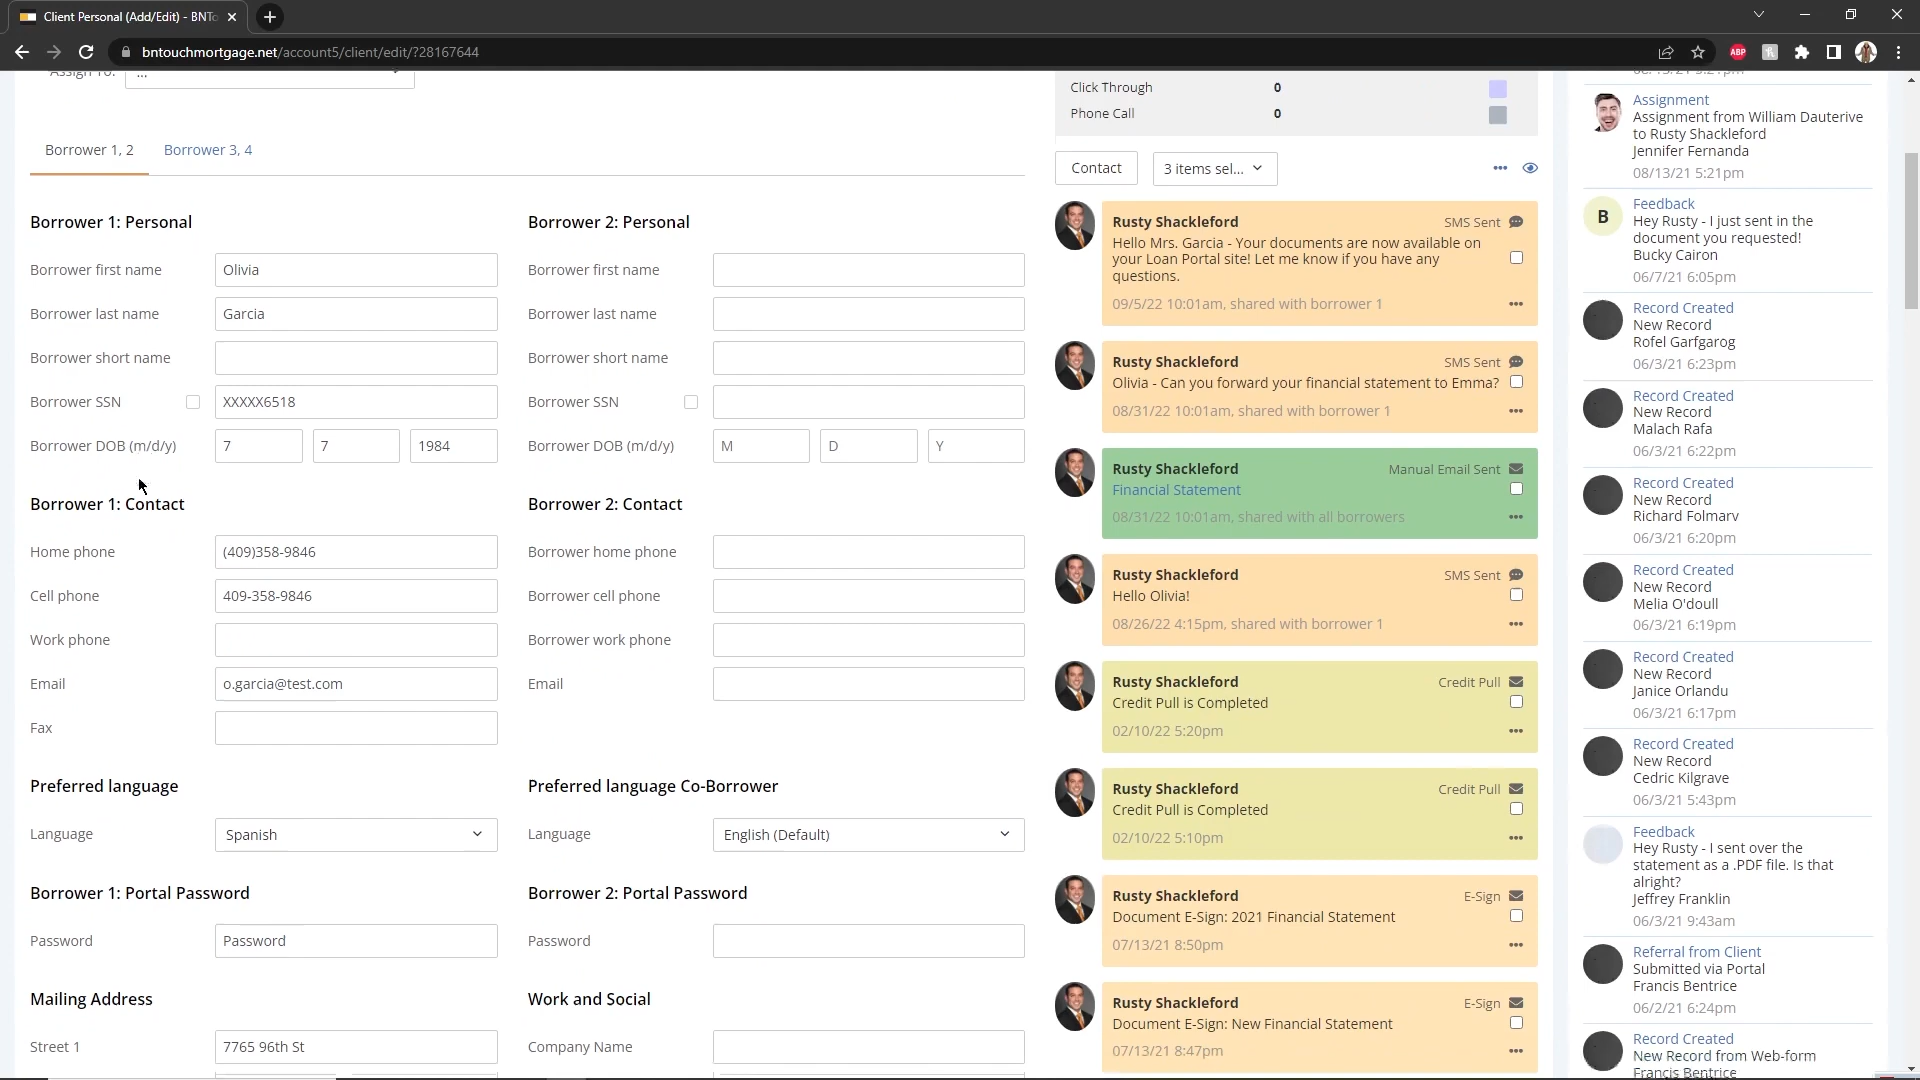 Client Personal (Add/Edit) - BNTo
bntouchmortgage.net/account5/client/edit/?28167644
ABP
Assign To:
...
Borrower 1, 2
Borrower 3, 4
Borrower 1: Personal
Borrower first name
Olivia
Borrower last name
Garcia
Borrower short name
Borrower SSN
XXXXX6518
Borrower DOB (m/d/y)
7
7
1984
Borrower 2: Personal
Borrower first name
Borrower last name
Borrower short name
Borrower SSN
Borrower DOB (m/d/y)
M
D
Y
Borrower 1: Contact
Home phone
(409)358-9846
Cell phone
409-358-9846
Work phone
Email
o.garcia@test.com
Fax
Borrower 2: Contact
Borrower home phone
Borrower cell phone
Borrower work phone
Email
Preferred language
Language
Spanish
Preferred language Co-Borrower
Language
English (Default)
Borrower 1: Portal Password
Password
Password
Borrower 2: Portal Password
Password
Mailing Address
Street 1
7765 96th St
Work and Social
Company Name
Click Through
0
Phone Call
0
Contact
3 items sel...
Rusty Shackleford
SMS Sent
Hello Mrs. Garcia - Your documents are now available on
your Loan Portal site! Let me know if you have any
questions.
09/5/22 10:01am, shared with borrower 1
Rusty Shackleford
SMS Sent
Olivia - Can you forward your financial statement to Emma?
08/31/22 10:01am, shared with borrower 1
Rusty Shackleford
Manual Email Sent
Financial Statement
08/31/22 10:01am, shared with all borrowers
Rusty Shackleford
SMS Sent
Hello Olivia!
08/26/22 4:15pm, shared with borrower 1
Rusty Shackleford
Credit Pull
Credit Pull is Completed
02/10/22 5:20pm
Rusty Shackleford
Credit Pull
Credit Pull is Completed
02/10/22 5:10pm
Rusty Shackleford
E-Sign
Document E-Sign: 2021 Financial Statement
07/13/21 8:50pm
Rusty Shackleford
E-Sign
Document E-Sign: New Financial Statement
07/13/21 8:47pm
Assignment
Assignment from William Dauterive
to Rusty Shackleford
Jennifer Fernanda
08/13/21 5:21pm
B
Feedback
Hey Rusty - I just sent in the
document you requested!
Bucky Cairon
06/7/21 6:05pm
Record Created
New Record
Rofel Garfgarog
06/3/21 6:23pm
Record Created
New Record
Malach Rafa
06/3/21 6:22pm
Record Created
New Record
Richard Folmarv
06/3/21 6:20pm
Record Created
New Record
Melia O'doull
06/3/21 6:19pm
Record Created
New Record
Janice Orlandu
06/3/21 6:17pm
Record Created
New Record
Cedric Kilgrave
06/3/21 5:43pm
Feedback
Hey Rusty - I sent over the
statement as a .PDF file. Is that
alright?
Jeffrey Franklin
06/3/21 9:43am
Referral from Client
Submitted via Portal
Francis Bentrice
06/2/21 6:24pm
Record Created
New Record from Web-form
Francis Bentrice